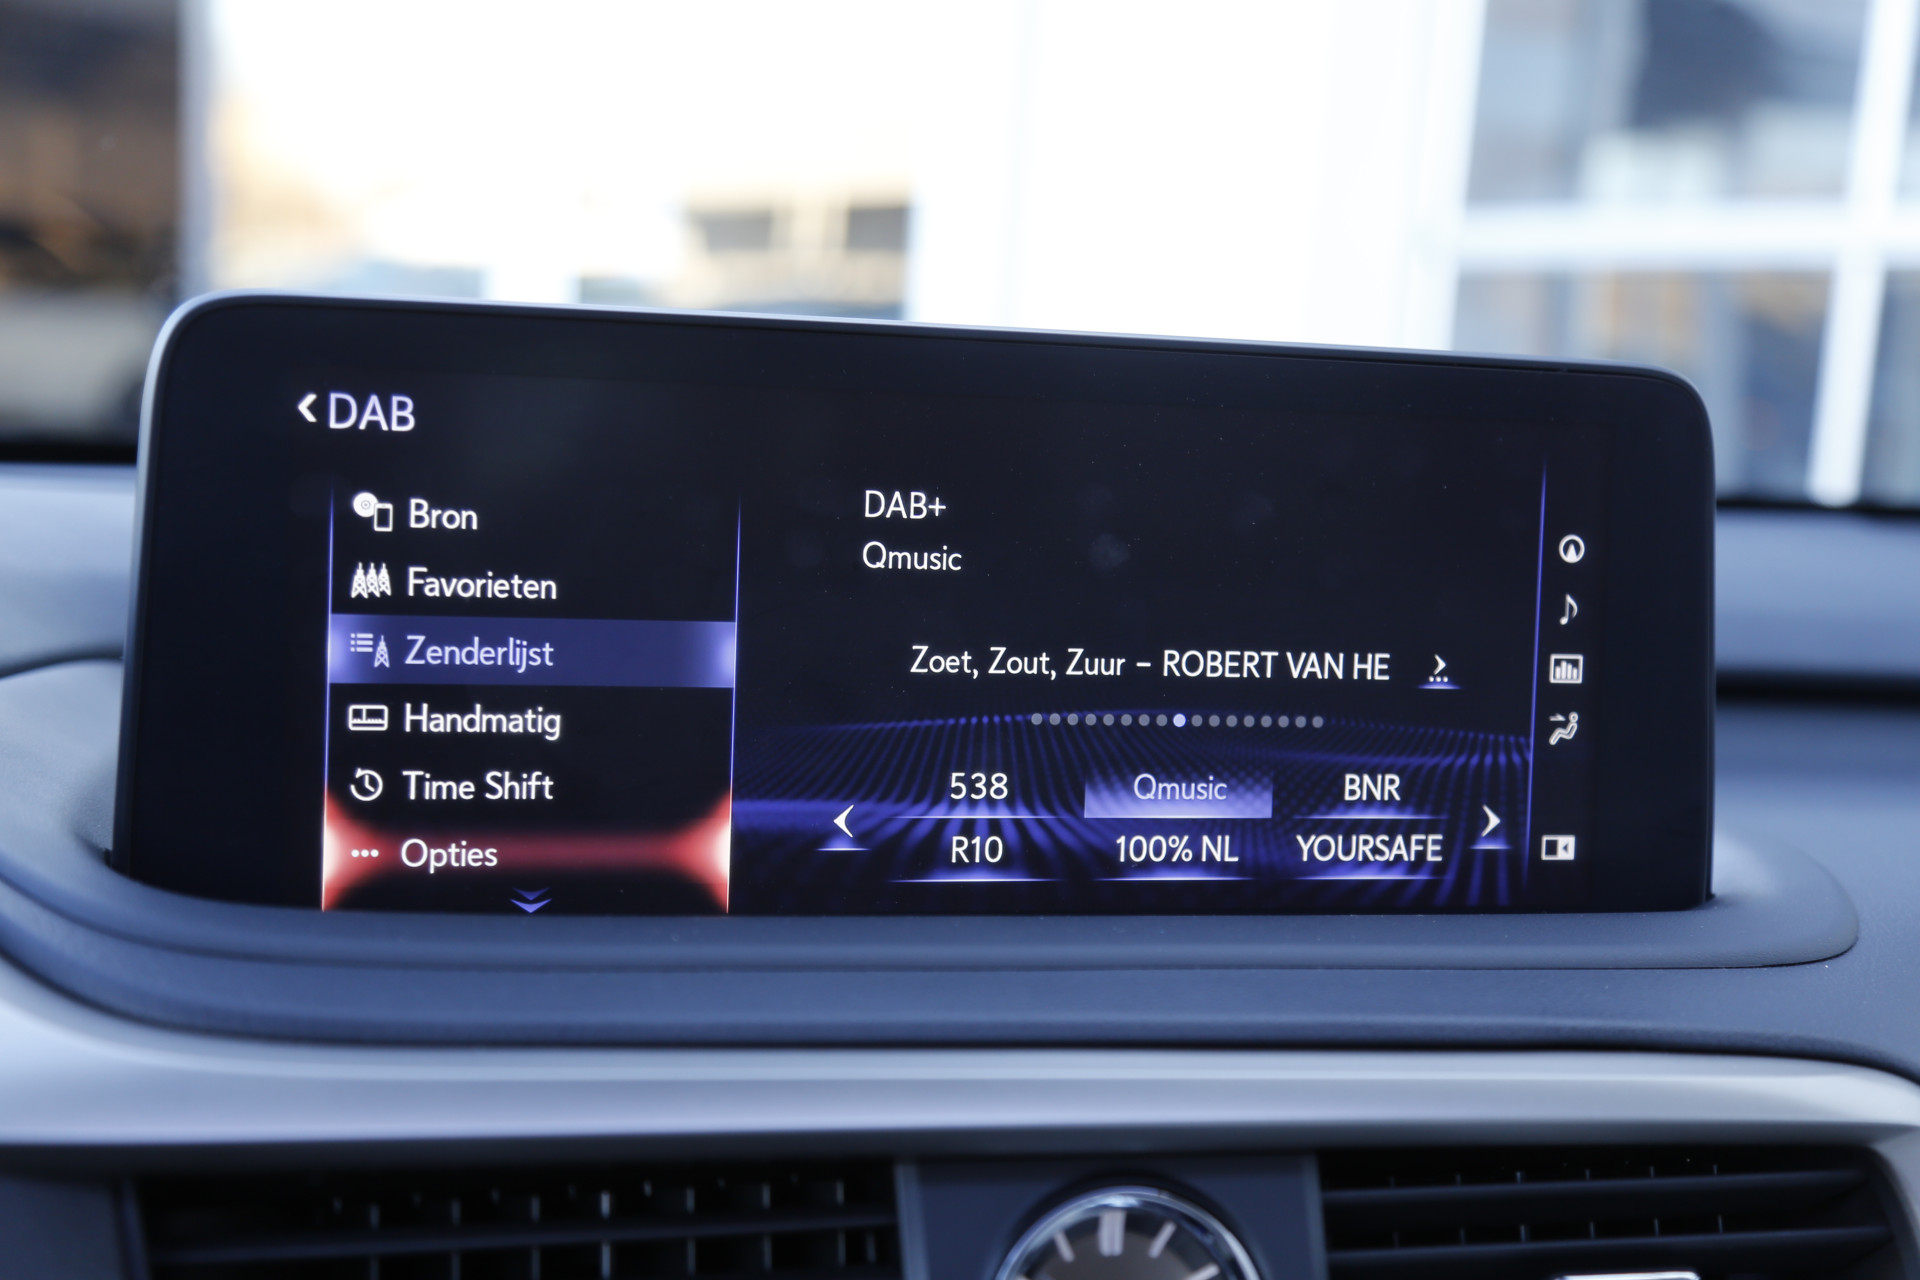 DAB
Bron
Favorieten
Zenderlijst
Handmatig
Time Shift
Opties
DAB+
Qmusic
Zoet, Zout, Zuur – ROBERT VAN HE
538 Qmusic BNR
R10 100% NL YOURSAFE